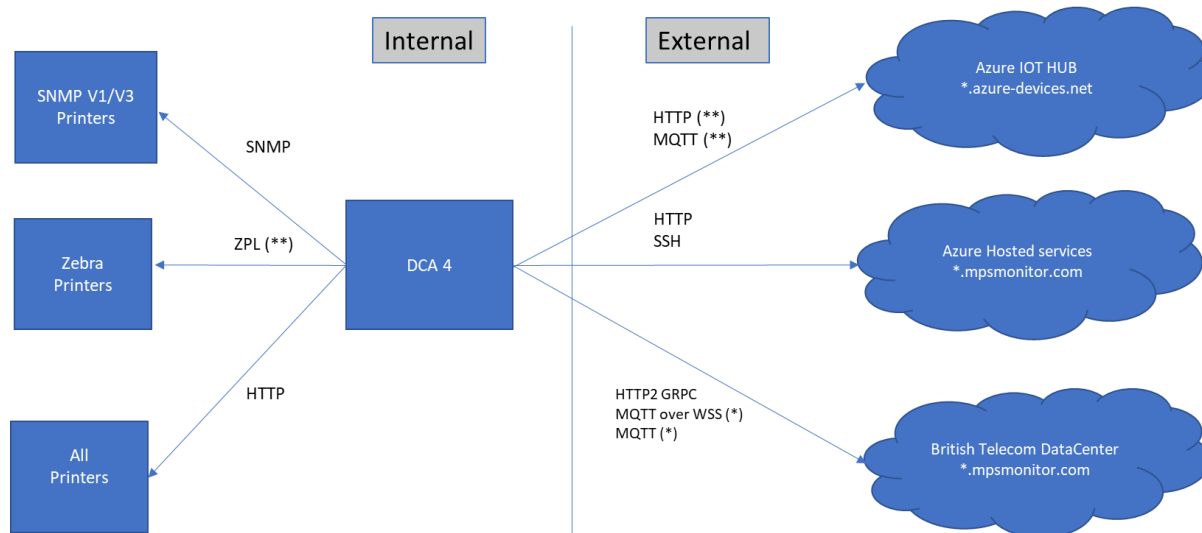 Internal
External
SNMP V1/V3
Printers
SNMP
HTTP (**)
MQTT (**)
Azure IOT HUB
*.azure-devices.net
Zebra
Printers
ZPL (**)
DCA 4
HTTP
SSH
Azure Hosted services
*.mpsmonitor.com
All
Printers
HTTP
HTTP2 GRPC
MQTT over WSS (*)
MQTT (*)
British Telecom DataCenter
*.mpsmonitor.com